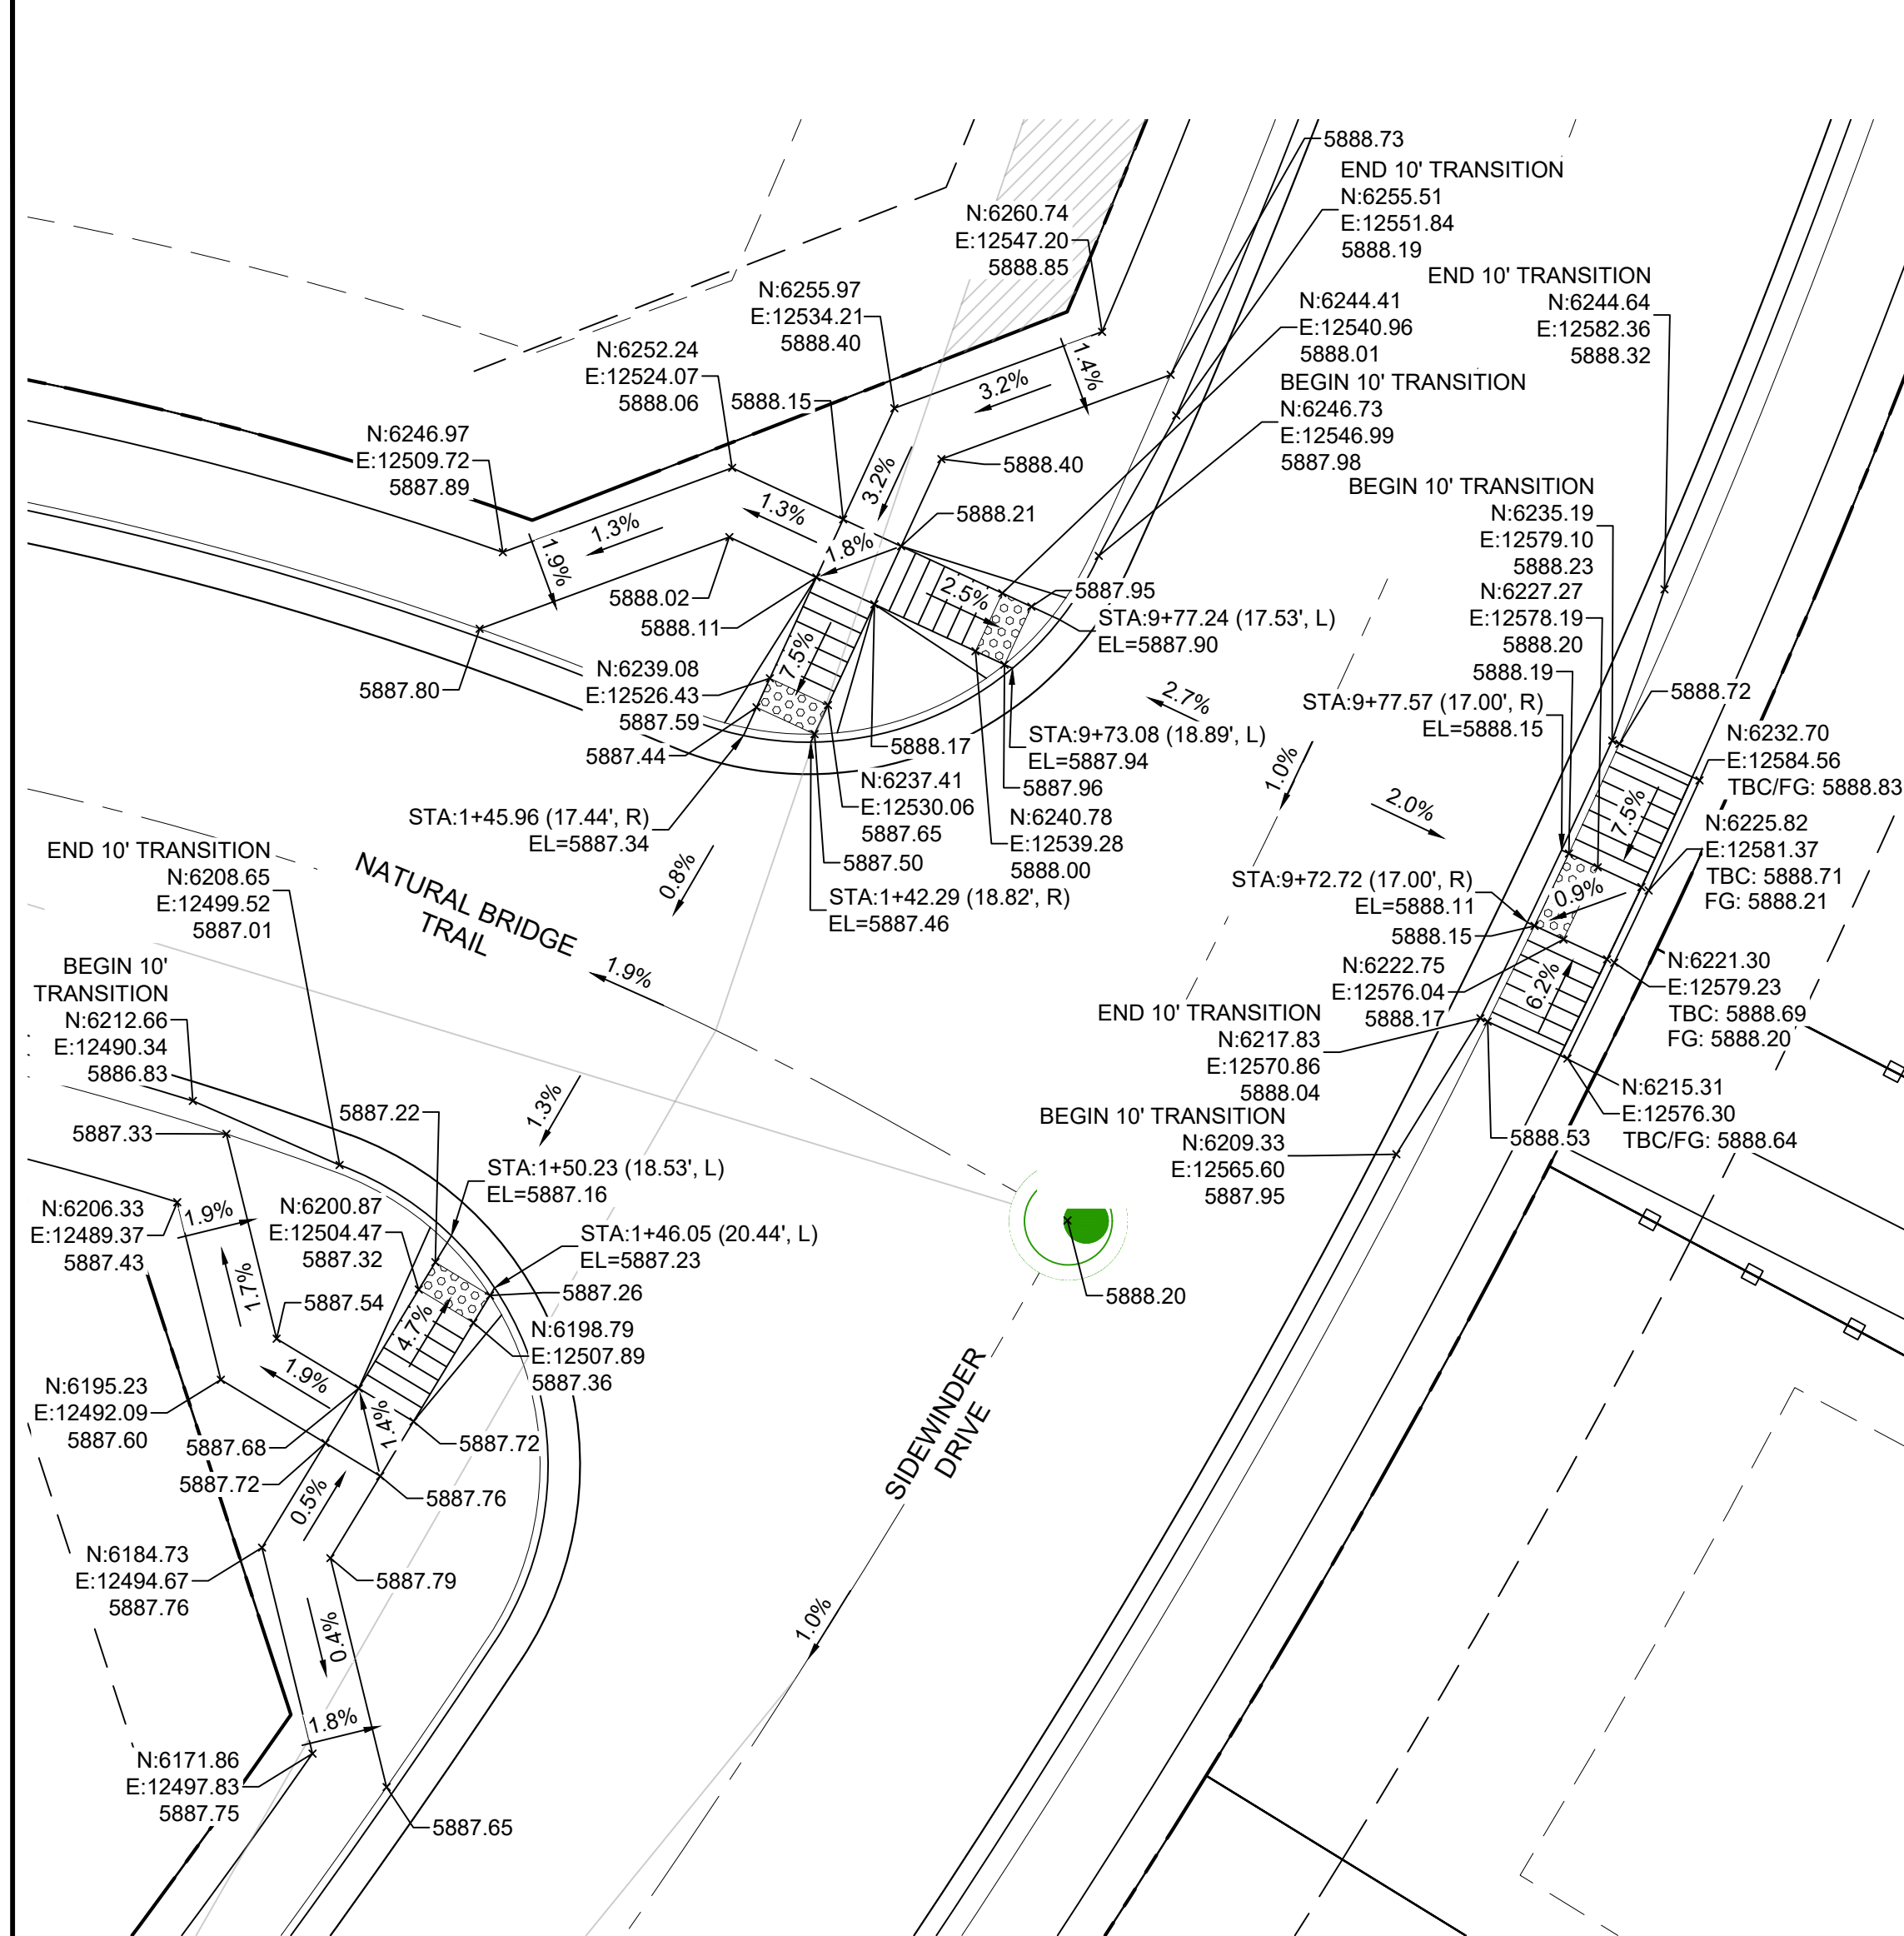 5888.73
END 10' TRANSITION
N:6255.51
E:12551.84
5888.19
N:6260.74
E:12547.20
5888.85
END 10' TRANSITION
N:6244.64
E:12582.36
5888.32
N:6255.97
E:12534.21
5888.40
N:6244.41
E:12540.96
5888.01
N:6252.24
E:12524.07
5888.06
5888.15
1.4%
3.2%
BEGIN 10' TRANSITION
N:6246.73
E:12546.99
5887.98
N:6246.97
E:12509.72
5887.89
3.2%
5888.40
BEGIN 10' TRANSITION
N:6235.19
E:12579.10
5888.23
1.3%
1.3%
1.9%
1.8%
5888.21
N:6227.27
E:12578.19
5888.20
5888.02
5888.11
2.5%
5887.95
STA:9+77.24 (17.53', L)
EL=5887.90
5888.19
STA:9+77.57 (17.00', R)
EL=5888.15
5888.72
N:6239.08
E:12526.43
5887.59
7.5%
5887.80
2.7%
5887.44
5888.17
STA:9+73.08 (18.89', L)
EL=5887.94
5887.96
N:6232.70
E:12584.56
TBC/FG: 5888.83
1.0%
2.0%
7.5%
N:6237.41
E:12530.06
5887.65
N:6240.78
E:12539.28
5888.00
N:6225.82
E:12581.37
TBC: 5888.71
FG: 5888.21
STA:1+45.96 (17.44', R)
EL=5887.34
5887.50
STA:1+42.29 (18.82', R)
EL=5887.46
0.8%
STA:9+72.72 (17.00', R)
EL=5888.11
5888.15
0.9%
END 10' TRANSITION
N:6208.65
E:12499.52
5887.01
NATURAL BRIDGE
TRAIL
1.9%
N:6222.75
E:12576.04
5888.17
6.2%
N:6221.30
E:12579.23
TBC: 5888.69
FG: 5888.20
BEGIN 10'
TRANSITION
N:6212.66
E:12490.34
5886.83
END 10' TRANSITION
N:6217.83
E:12570.86
5888.04
N:6215.31
E:12576.30
TBC/FG: 5888.64
5887.33
5887.22
1.3%
BEGIN 10' TRANSITION
N:6209.33
E:12565.60
5887.95
5888.53
STA:1+50.23 (18.53', L)
EL=5887.16
N:6206.33
E:12489.37
5887.43
1.9%
N:6200.87
E:12504.47
5887.32
STA:1+46.05 (20.44', L)
EL=5887.23
5887.26
1.7%
5887.54
4.7%
5888.20
N:6198.79
E:12507.89
5887.36
1.9%
N:6195.23
E:12492.09
5887.60
5887.68
1.4%
5887.72
5887.72
5887.76
0.5%
SIDEWINDER
DRIVE
N:6184.73
E:12494.67
5887.76
5887.79
0.4%
1.0%
1.8%
N:6171.86
E:12497.83
5887.75
5887.65